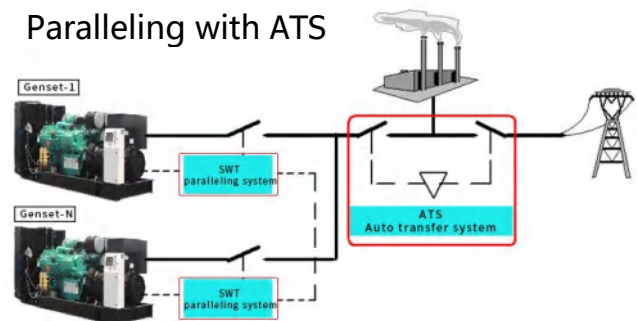 Paralleling with ATS
Genset-1
SWT
paralleling system
ATS
Auto transfer system
Genset-N
SWT
paralleling system